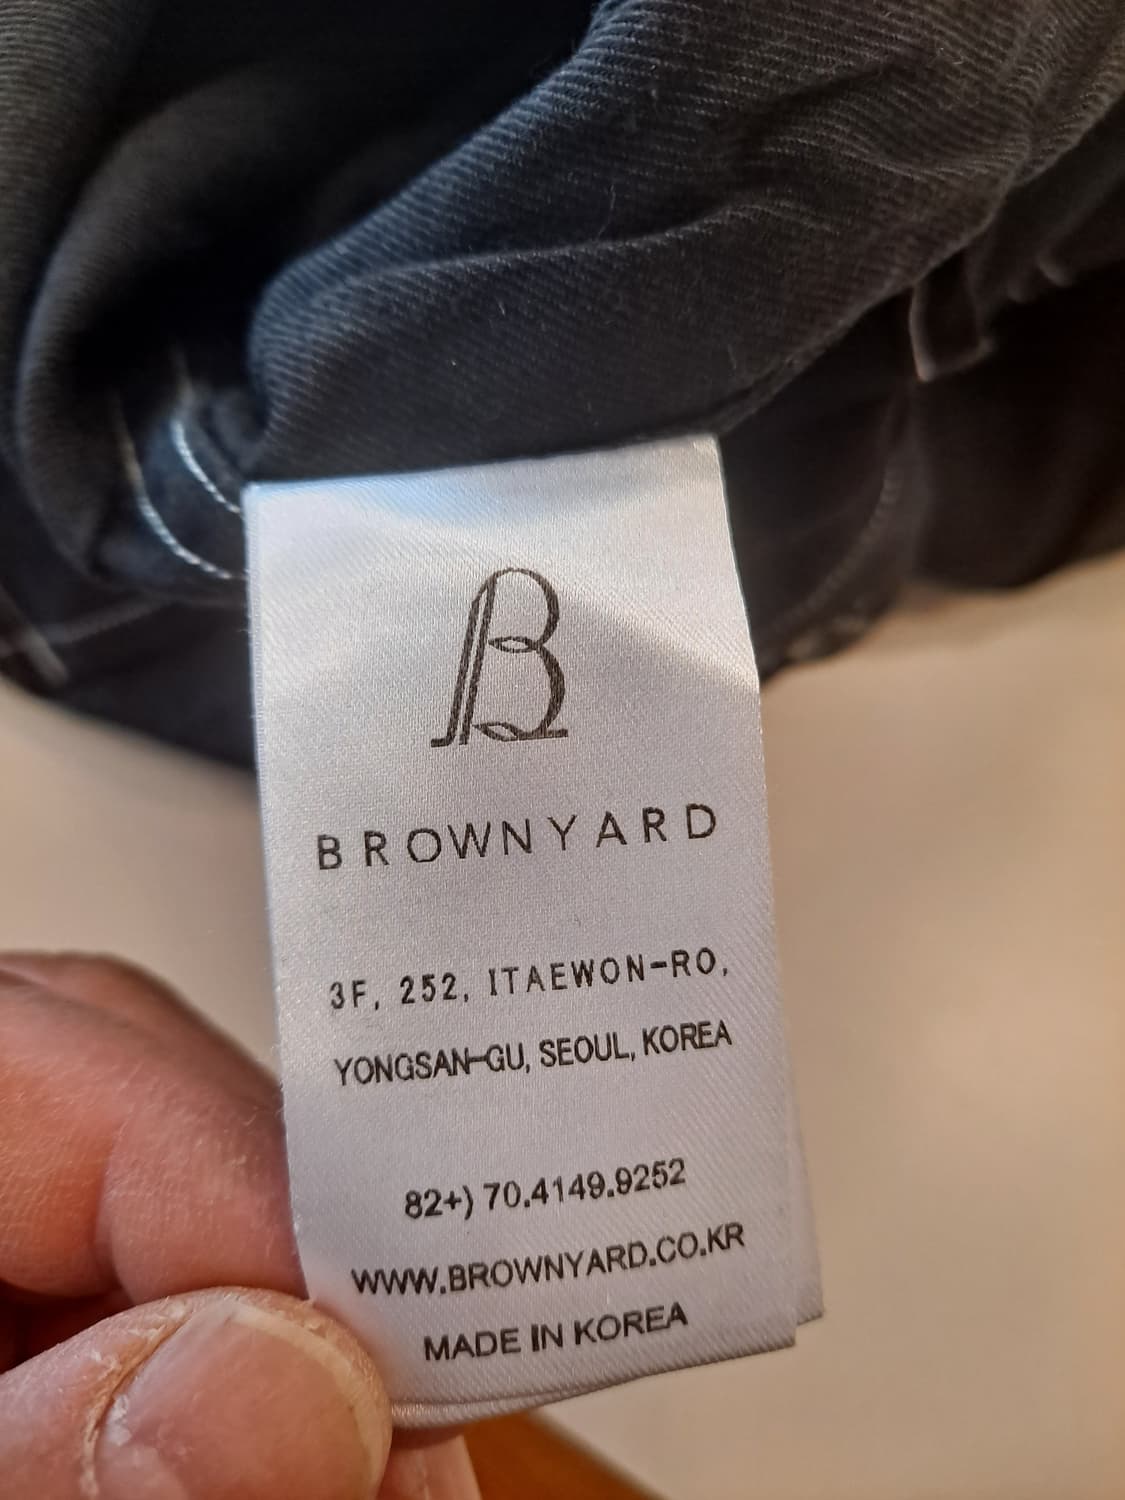 B
BROWNYARD
3F, 252, ITAEWON-RO,
YONGSAN-GU, SEOUL, KOREA
82+) 70.4149.9252
WWW.BROWNYARD.CO.KR
MADE IN KOREA